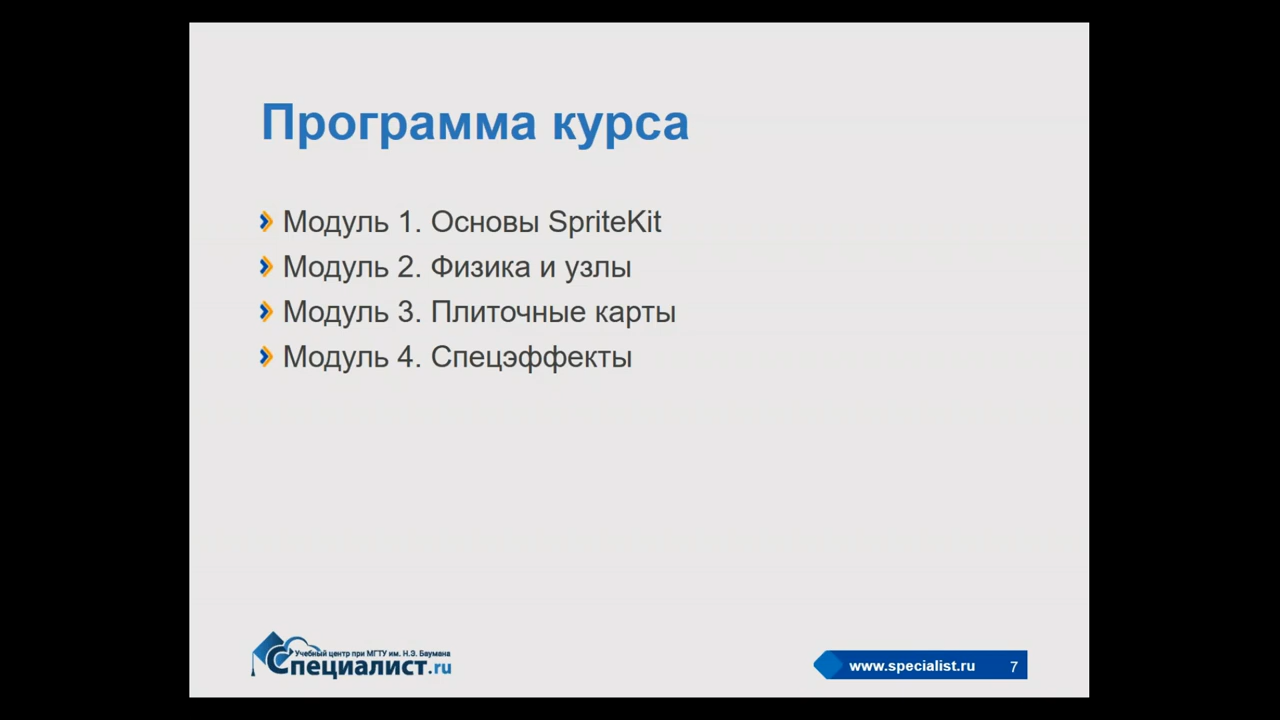 Программа курса
Модуль 1. Основы SpriteKit
Модуль 2. Физика и узлы
Модуль 3. Плиточные карты
Модуль 4. Спецэффекты
Учебный центр при МГТУ им. Н.Э. Баумана
Специалист.ru
www.specialist.ru 7